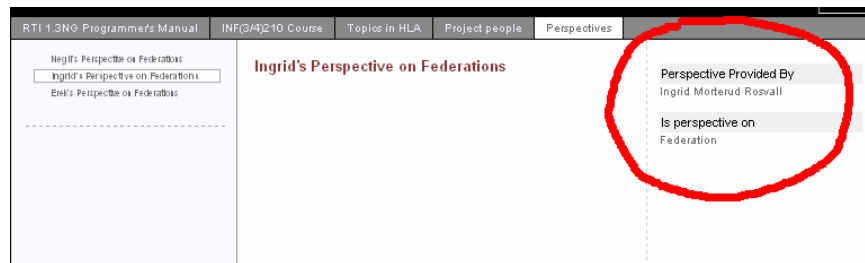 RTI 1.3NG Programmer's Manual INF(3/4)210 Course Topics in HLA Project people Perspectives
Negli's Perspective on Federations
Ingrid's Perspective on Federations
Erek's Perspective on Federations
Ingrid's Perspective on Federations
Perspective Provided By
Ingrid Morterud Rosvall
Is perspective on
Federation